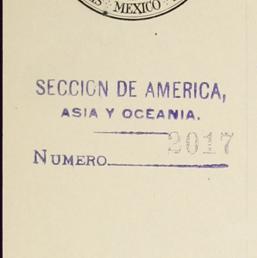 MEXICO
SECCION DE AMERICA,
ASIA Y OCEANIA.
2017
NUMERO